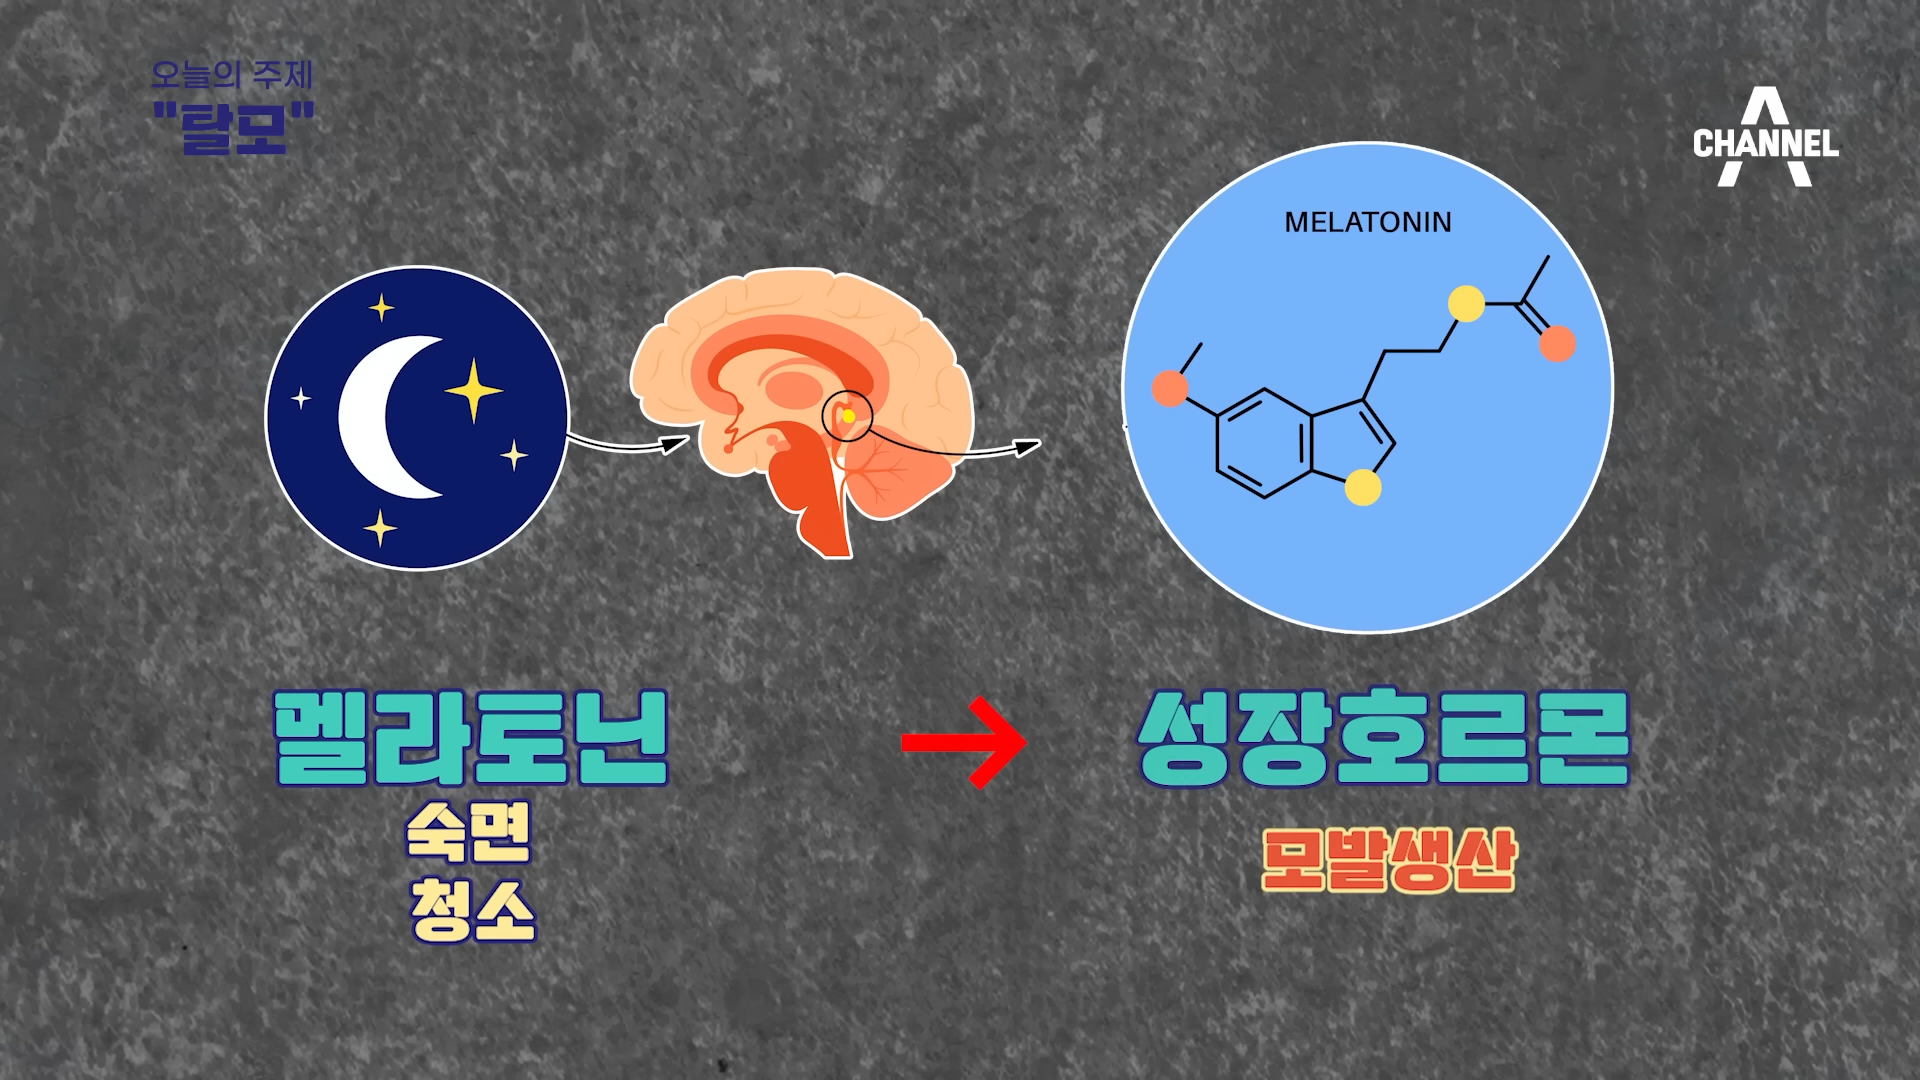 오늘의 주제
"탈모"
CHANNEL A
MELATONIN
멜라토닌
숙면
청소
성장호르몬
모발생산